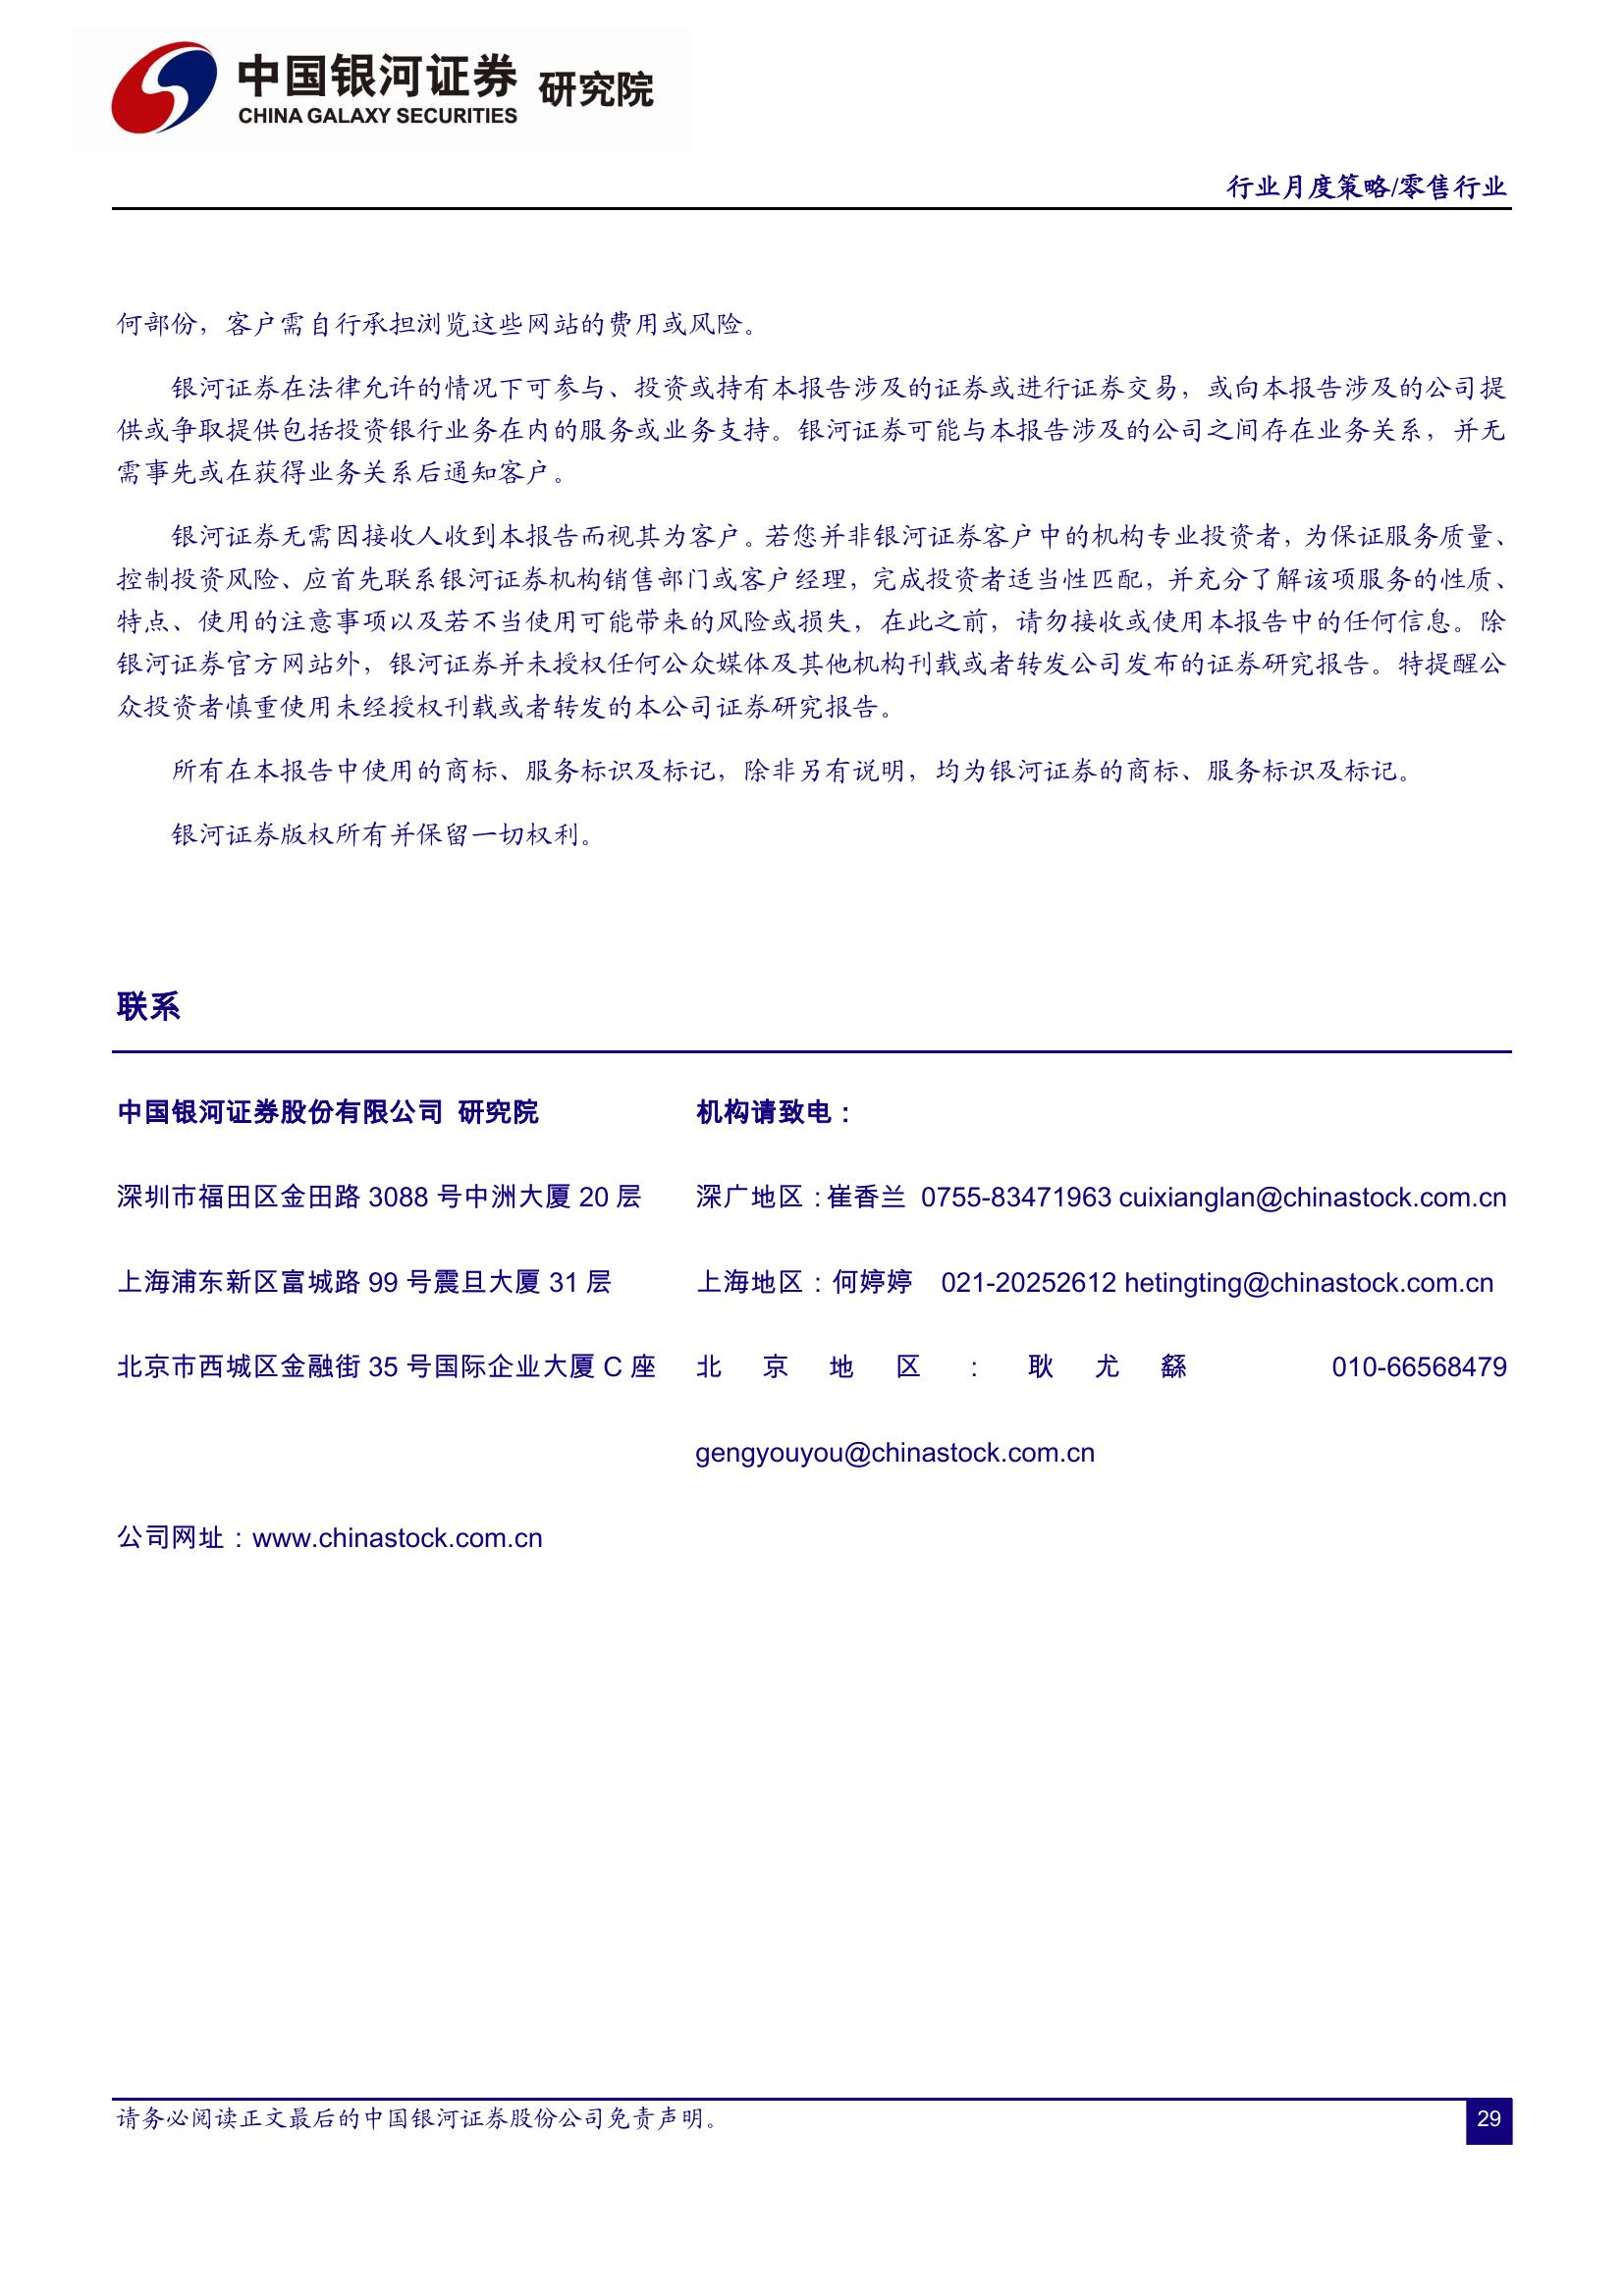 中国银河证券 研究院
CHINA GALAXY SECURITIES
行业月度策略/零售行业
何部份，客户需自行承担浏览这些网站的费用或风险。
银河证券在法律允许的情况下可参与、投资或持有本报告涉及的证券或进行证券交易，或向本报告涉及的公司提
供或争取提供包括投资银行业务在内的服务或业务支持。银河证券可能与本报告涉及的公司之间存在业务关系，并无
需事先或在获得业务关系后通知客户。
银河证券无需因接收人收到本报告而视其为客户。若您并非银河证券客户中的机构专业投资者，为保证服务质量、
控制投资风险、应首先联系银河证券机构销售部门或客户经理，完成投资者适当性匹配，并充分了解该项服务的性质、
特点、使用的注意事项以及若不当使用可能带来的风险或损失，在此之前，请勿接收或使用本报告中的任何信息。除
银河证券官方网站外，银河证券并未授权任何公众媒体及其他机构刊载或者转发公司发布的证券研究报告。特提醒公
众投资者慎重使用未经授权刊载或者转发的本公司证券研究报告。
所有在本报告中使用的商标、服务标识及标记，除非另有说明，均为银河证券的商标、服务标识及标记。
银河证券版权所有并保留一切权利。
联系
中国银河证券股份有限公司 研究院 机构请致电：
深圳市福田区金田路 3088 号中洲大厦 20 层 深广地区：崔香兰 0755-83471963 cuixianglan@chinastock.com.cn
上海浦东新区富城路 99 号震旦大厦 31 层 上海地区：何婷婷 021-20252612 hetingting@chinastock.com.cn
北京市西城区金融街 35 号国际企业大厦 C 座 北京地区：耿尤繇 010-66568479
gengyouyou@chinastock.com.cn
公司网址：www.chinastock.com.cn
请务必阅读正文最后的中国银河证券股份公司免责声明。 29